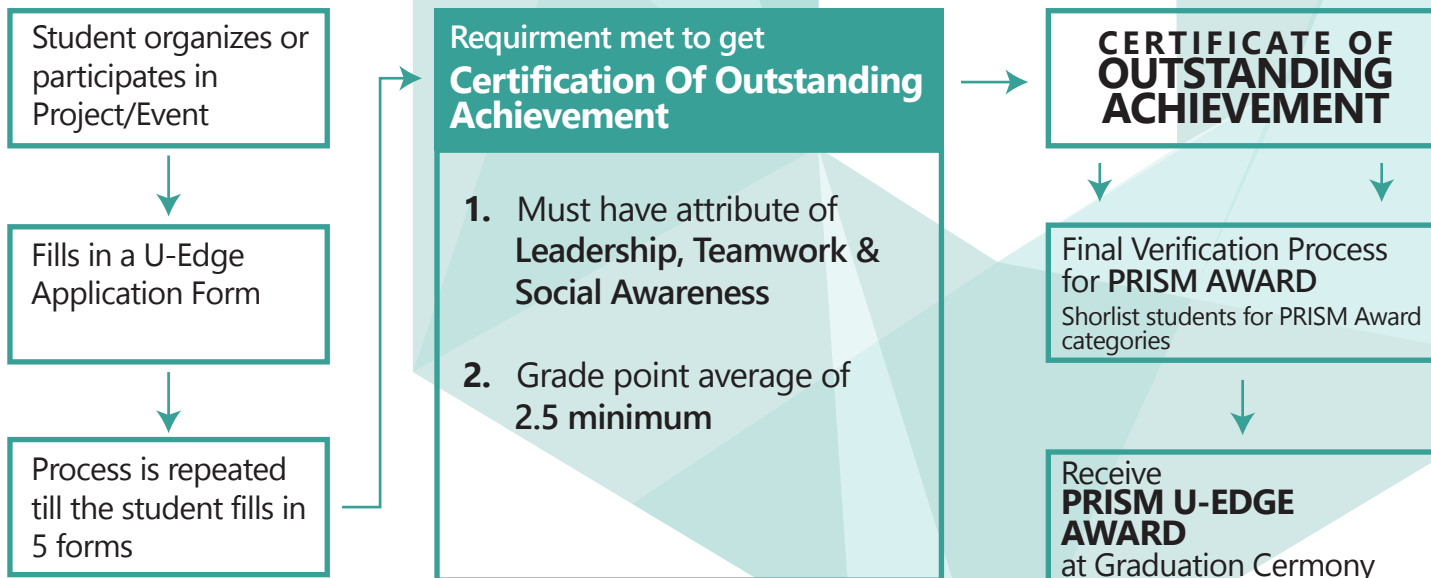 Student organizes or
participates in
Project/Event
Fills in a U-Edge
Application Form
Process is repeated
till the student fills in
5 forms
Requirment met to get
Certification Of Outstanding
Achievement
1. Must have attribute of
Leadership, Teamwork &
Social Awareness
2. Grade point average of
2.5 minimum
CERTIFICATE OF
OUTSTANDING
ACHIEVEMENT
Final Verification Process
for PRISM AWARD
Shorlist students for PRISM Award
categories
Receive
PRISM U-EDGE
AWARD
at Graduation Cermony